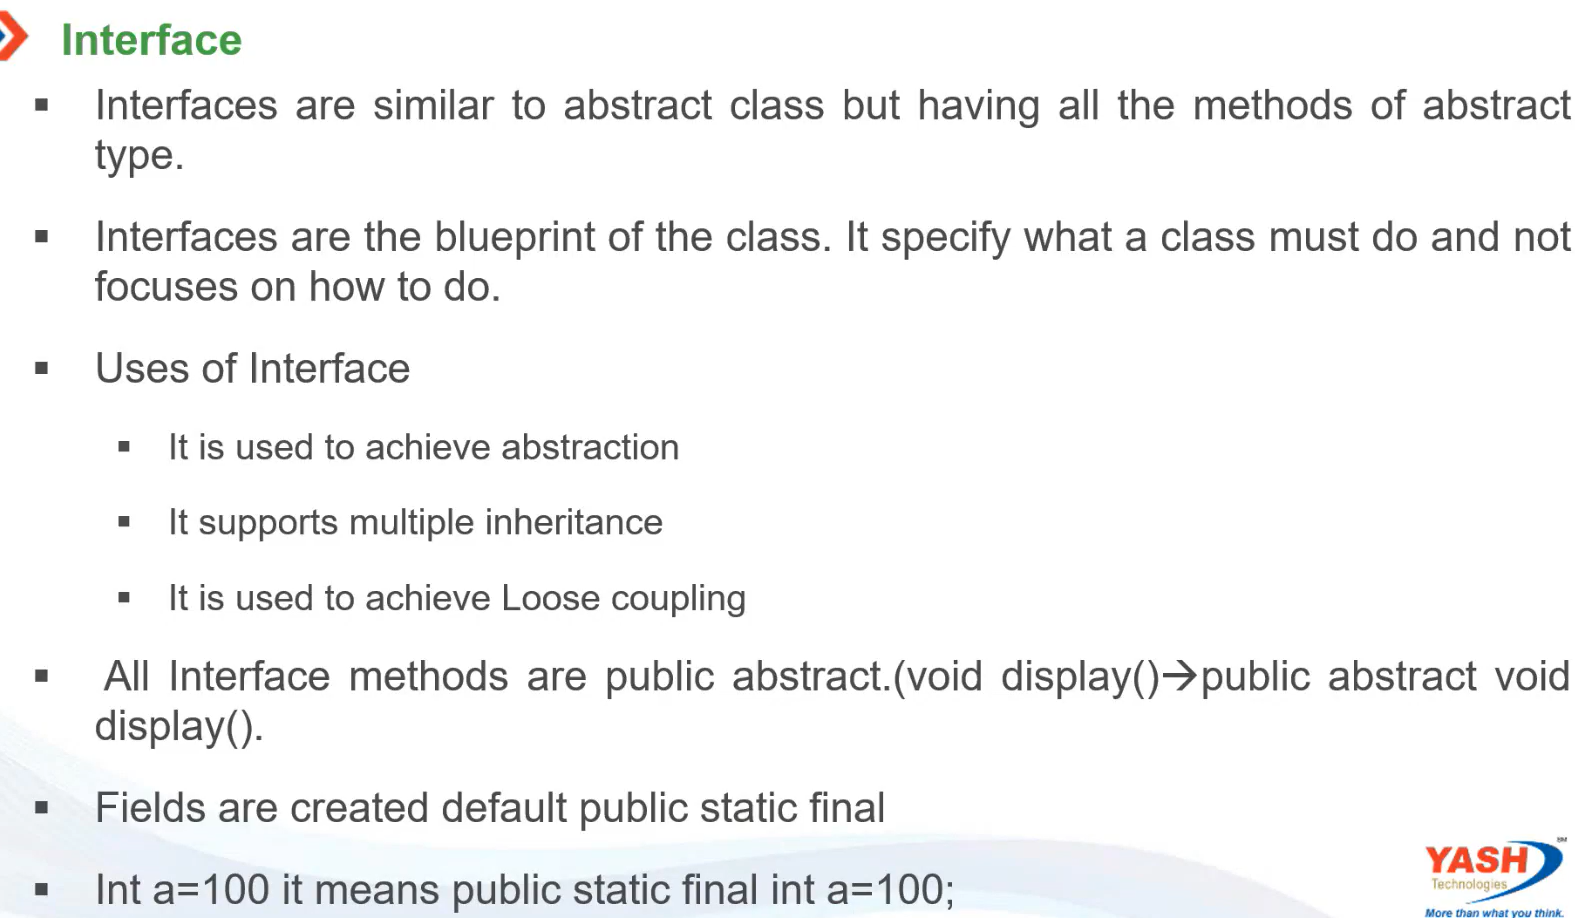 Interface
▪ Interfaces are similar to abstract class but having all the methods of abstract
type.
▪ Interfaces are the blueprint of the class. It specify what a class must do and not
focuses on how to do.
▪ Uses of Interface
▪ It is used to achieve abstraction
▪ It supports multiple inheritance
▪ It is used to achieve Loose coupling
▪ All Interface methods are public abstract.(void display()→public abstract void
display().
▪ Fields are created default public static final
▪ Int a=100 it means public static final int a=100;
YASH
SM
Technologies
More than what you think.